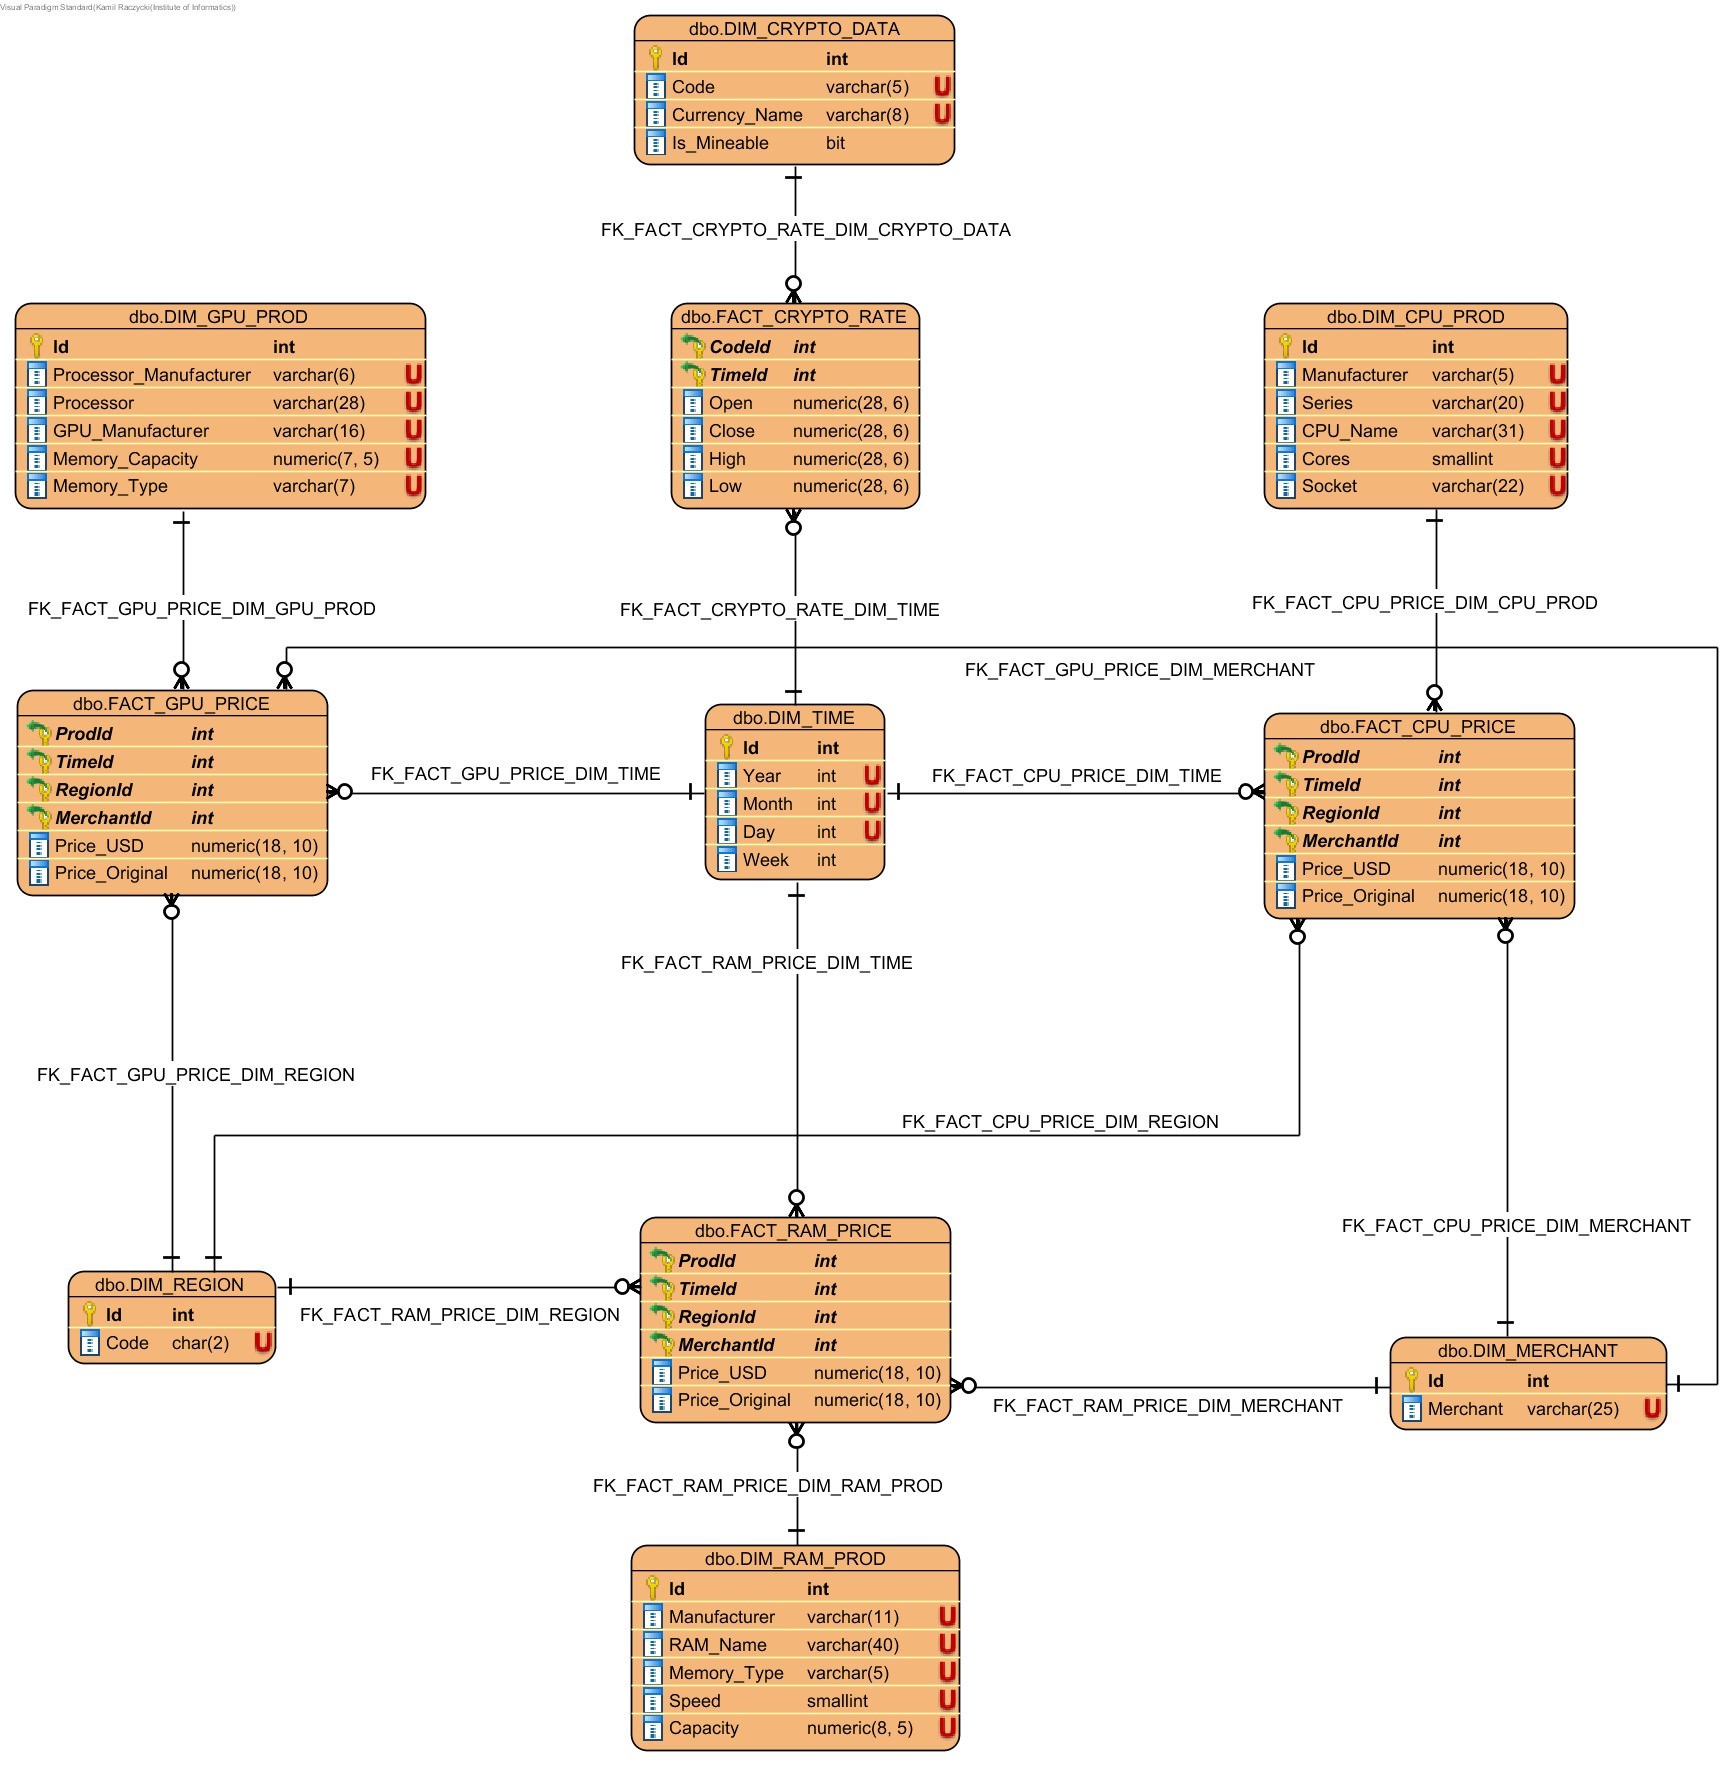 Visual Paradigm Standard(Kamil Raczycki(Institute of Informatics))
dbo.DIM_CRYPTO_DATA
Id int
Code varchar(5) U
Currency_Name varchar(8) U
Is_Mineable bit
FK_FACT_CRYPTO_RATE_DIM_CRYPTO_DATA
dbo.DIM_GPU_PROD
Id int
Processor_Manufacturer varchar(6) U
Processor varchar(28) U
GPU_Manufacturer varchar(16) U
Memory_Capacity numeric(7, 5) U
Memory_Type varchar(7) U
dbo.FACT_CRYPTO_RATE
CodeId int
TimeId int
Open numeric(28, 6)
Close numeric(28, 6)
High numeric(28, 6)
Low numeric(28, 6)
dbo.DIM_CPU_PROD
Id int
Manufacturer varchar(5) U
Series varchar(20) U
CPU_Name varchar(31) U
Cores smallint U
Socket varchar(22) U
FK_FACT_GPU_PRICE_DIM_GPU_PROD
FK_FACT_CRYPTO_RATE_DIM_TIME
FK_FACT_CPU_PRICE_DIM_CPU_PROD
FK_FACT_GPU_PRICE_DIM_MERCHANT
dbo.FACT_GPU_PRICE
ProdId int
TimeId int
RegionId int
MerchantId int
Price_USD numeric(18, 10)
Price_Original numeric(18, 10)
FK_FACT_GPU_PRICE_DIM_TIME
dbo.DIM_TIME
Id int
Year int U
Month int U
Day int U
Week int
FK_FACT_CPU_PRICE_DIM_TIME
dbo.FACT_CPU_PRICE
ProdId int
TimeId int
RegionId int
MerchantId int
Price_USD numeric(18, 10)
Price_Original numeric(18, 10)
FK_FACT_RAM_PRICE_DIM_TIME
FK_FACT_GPU_PRICE_DIM_REGION
FK_FACT_CPU_PRICE_DIM_REGION
FK_FACT_CPU_PRICE_DIM_MERCHANT
dbo.DIM_REGION
Id int
Code char(2) U
FK_FACT_RAM_PRICE_DIM_REGION
dbo.FACT_RAM_PRICE
ProdId int
TimeId int
RegionId int
MerchantId int
Price_USD numeric(18, 10)
Price_Original numeric(18, 10)
FK_FACT_RAM_PRICE_DIM_MERCHANT
dbo.DIM_MERCHANT
Id int
Merchant varchar(25) U
FK_FACT_RAM_PRICE_DIM_RAM_PROD
dbo.DIM_RAM_PROD
Id int
Manufacturer varchar(11) U
RAM_Name varchar(40) U
Memory_Type varchar(5) U
Speed smallint U
Capacity numeric(8, 5) U